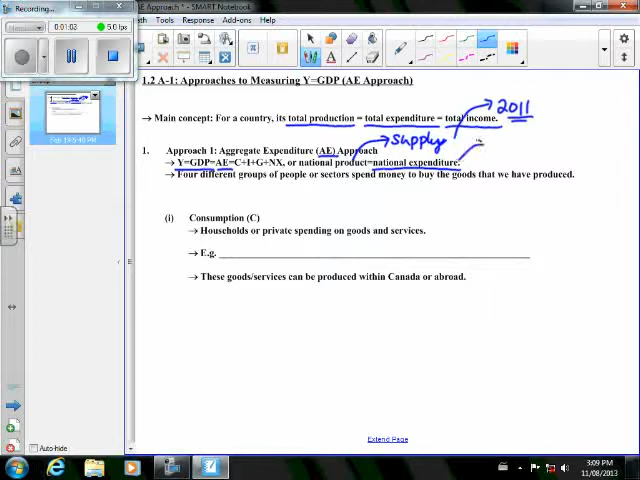 Recording...
AE Approach * - SMART Notebook
1:01:03
5.0 fps
Format Tools Support Response Add-ons Help
1.2 A-1: Approaches to Measuring Y=GDP (AE Approach)
2011
→ Main concept: For a country, its total production = total expenditure = total income.
supply
1. Approach 1: Aggregate Expenditure (AE) Approach
→ Y=GDP=AE=C+I+G+NX, or national product=national expenditure.
→ Four different groups of people or sectors spend money to buy the goods that we have produced.
(i) Consumption (C)
→ Households or private spending on goods and services.
→ E.g.
→ These goods/services can be produced within Canada or abroad.
Extend Page
Auto-hide
3:09 PM
11/08/2013